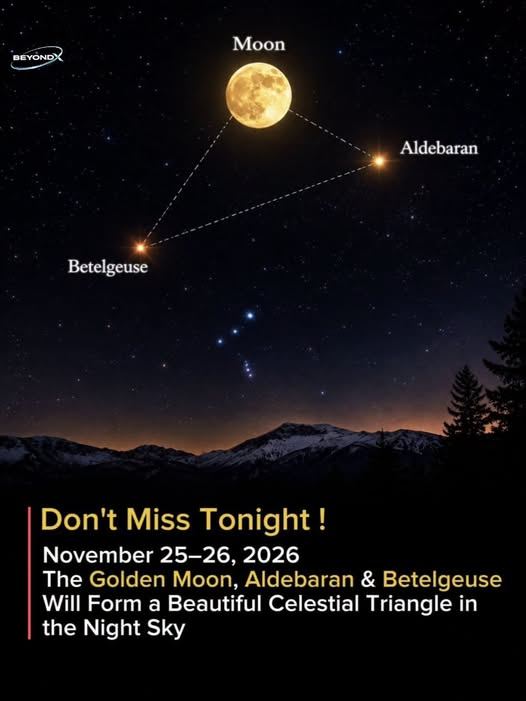 Moon
BEYONDX
Aldebaran
Betelgeuse
Don't Miss Tonight !
November 25–26, 2026
The Golden Moon, Aldebaran & Betelgeuse
Will Form a Beautiful Celestial Triangle in
the Night Sky